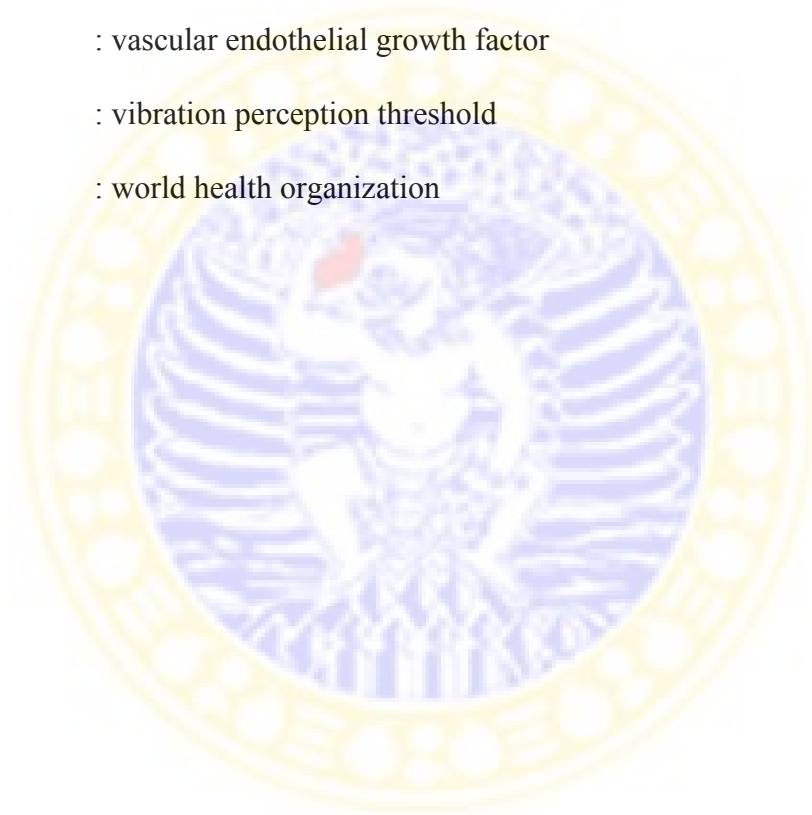 : vascular endothelial growth factor
: vibration perception threshold
: world health organization